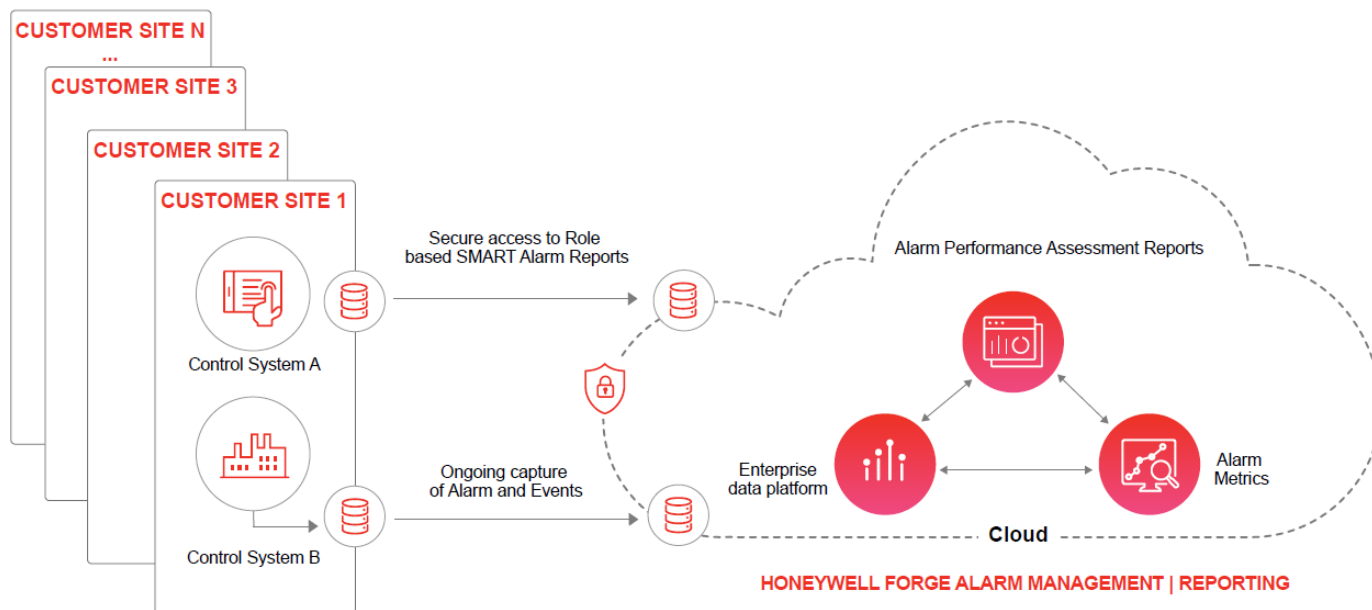 CUSTOMER SITE N
...
CUSTOMER SITE 3
CUSTOMER SITE 2
CUSTOMER SITE 1
Control System A
Control System B
Secure access to Role
based SMART Alarm Reports
Ongoing capture
of Alarm and Events
Alarm Performance Assessment Reports
Enterprise
data platform
Alarm
Metrics
Cloud
HONEYWELL FORGE ALARM MANAGEMENT | REPORTING